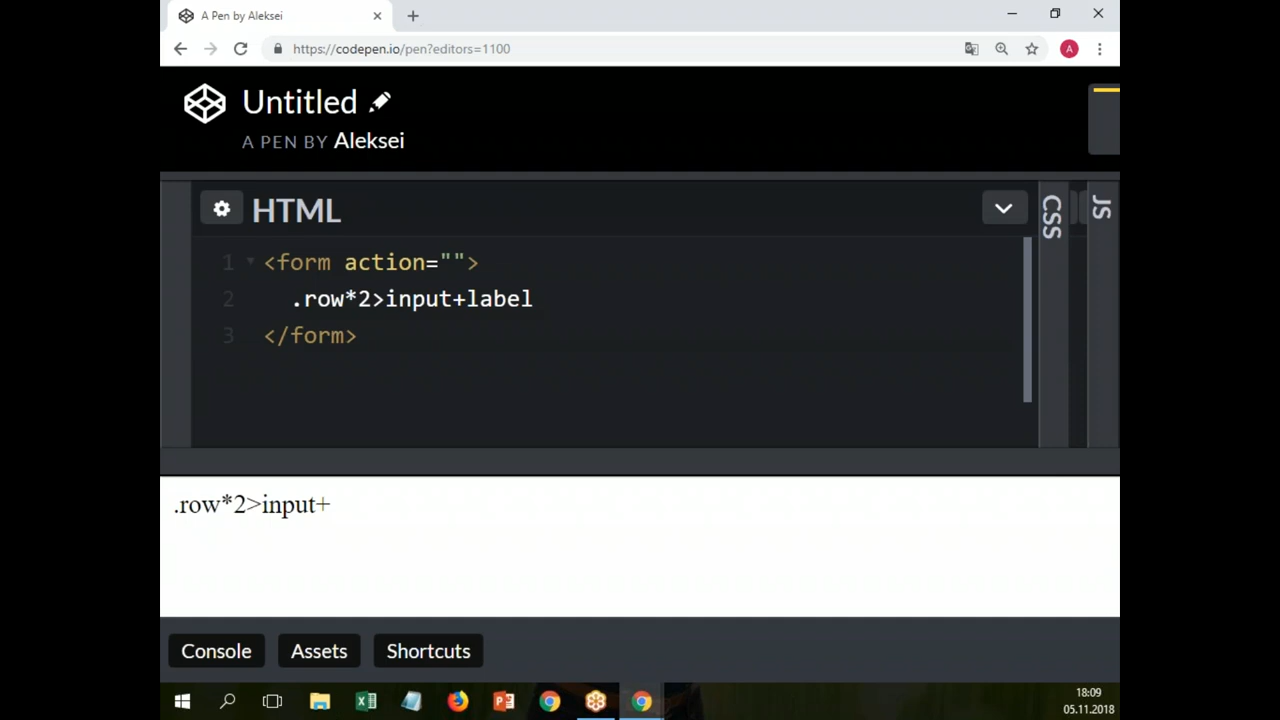 A Pen by Aleksei
https://codepen.io/pen?editors=1100
A
Untitled
A PEN BY Aleksei
HTML
CSS
JS
1 <form action="">
2 .row*2>input+label
3 </form>
.row*2>input+
Console
Assets
Shortcuts
18:09
05.11.2018